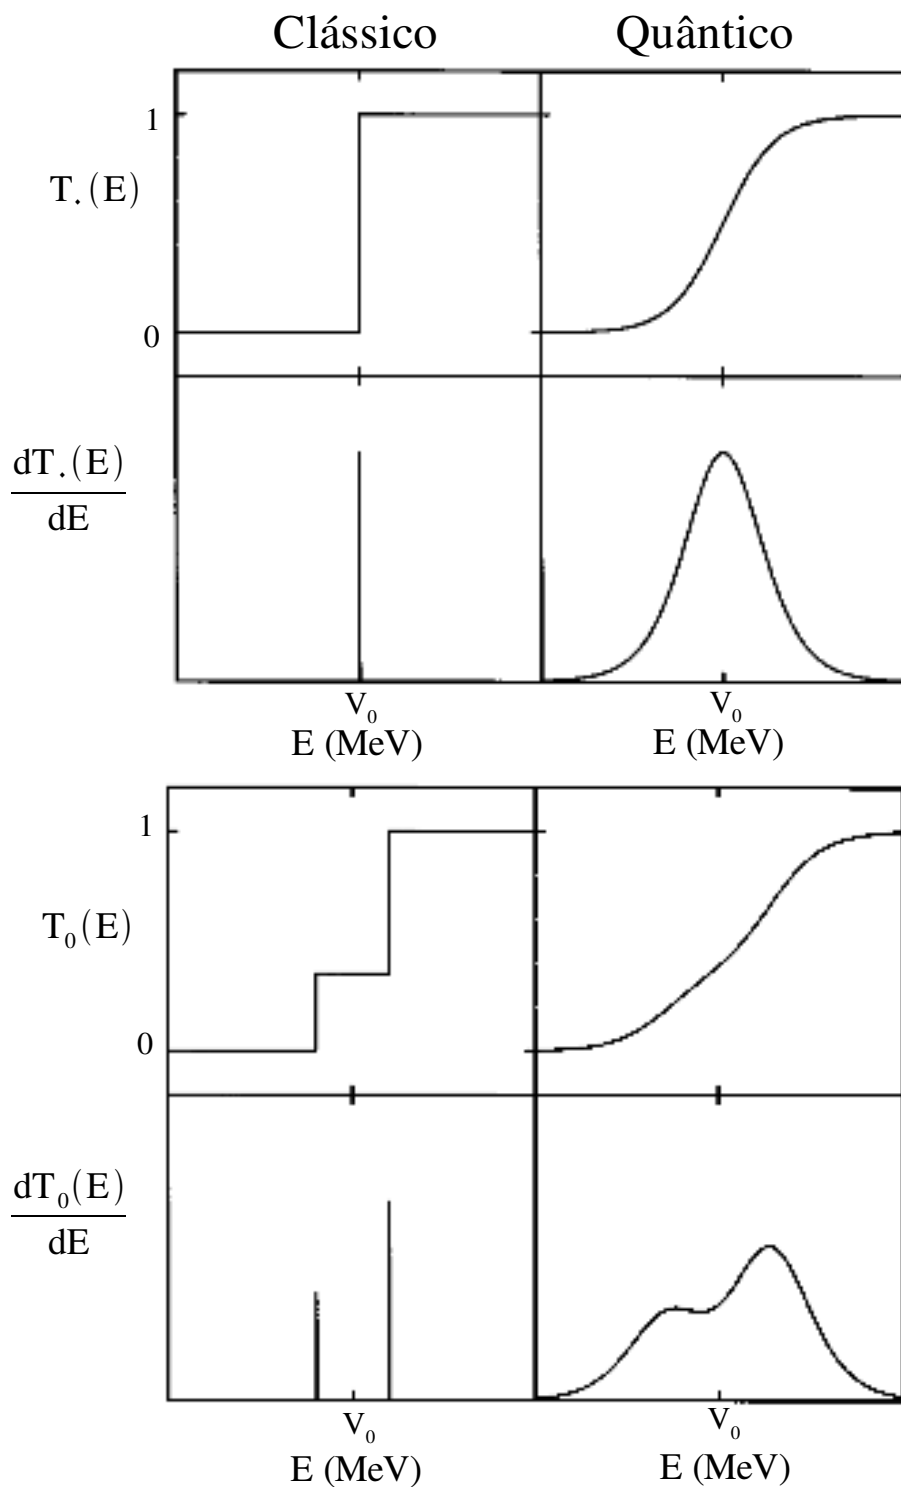 Clássico Quântico
1
T.(E)
0
dT.(E)
dE
V0 V0
E (MeV) E (MeV)
1
T0(E)
0
dT0(E)
dE
V0 V0
E (MeV) E (MeV)